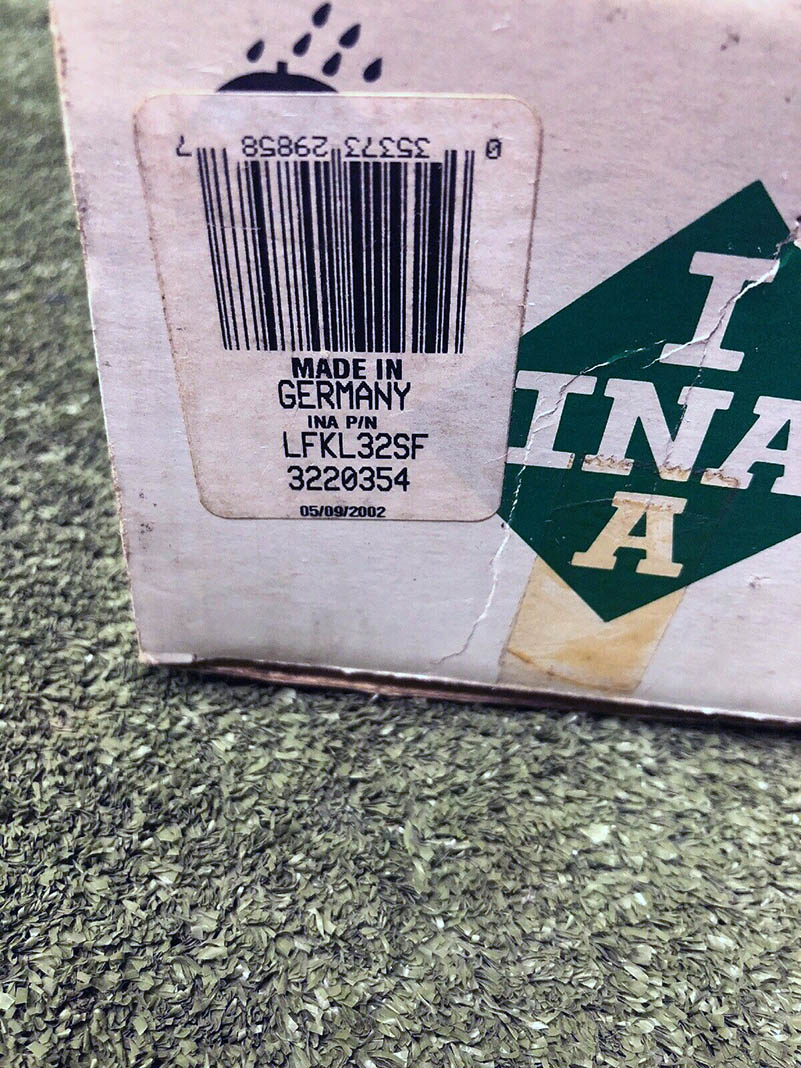 0 35373 29858 7
MADE IN
GERMANY
INA P/N
LFKL32SF
3220354
05/09/2002
I
INA
A